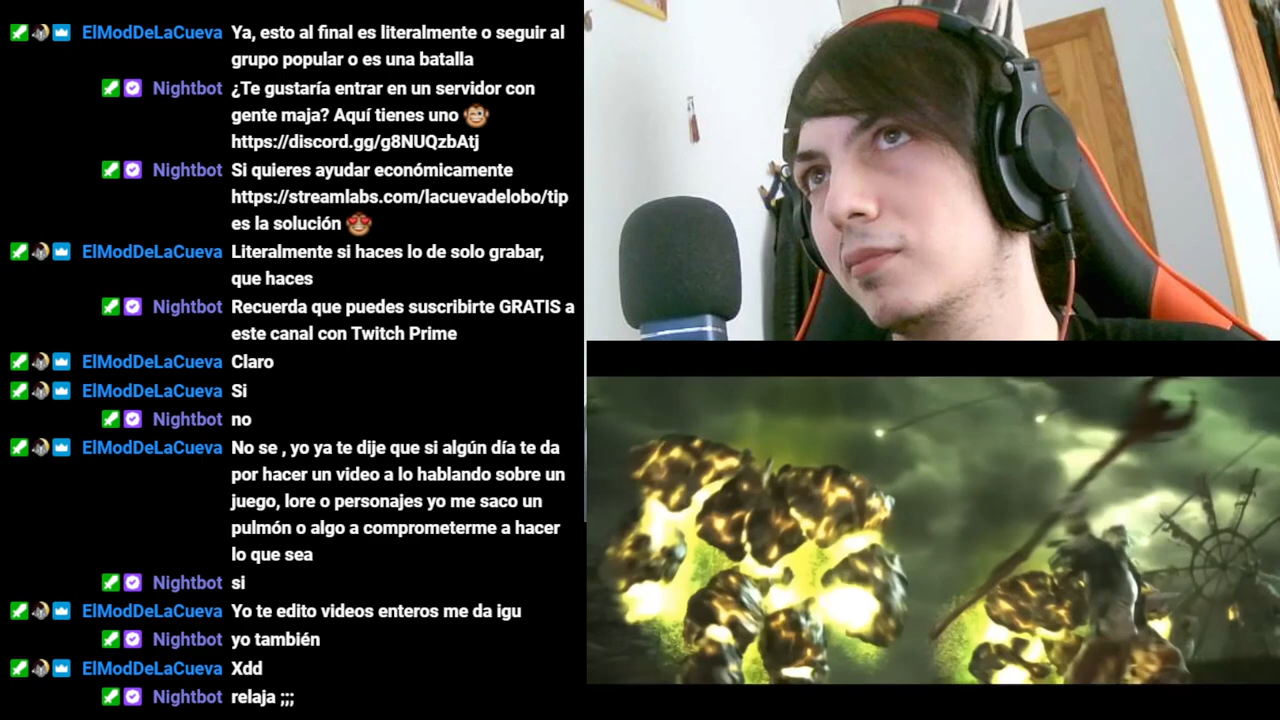 ElModDeLaCueva Ya, esto al final es literalmente o seguir al
grupo popular o es una batalla
Nightbot ¿Te gustaría entrar en un servidor con
gente maja? Aquí tienes uno 🐵
https://discord.gg/g8NUQzbAtj
Nightbot Si quieres ayudar económicamente
https://streamlabs.com/lacuevadelobo/tip
es la solución
ElModDeLaCueva Literalmente si haces lo de solo grabar,
que haces
Nightbot Recuerda que puedes suscribirte GRATIS a
este canal con Twitch Prime
ElModDeLaCueva Claro
ElModDeLaCueva Si
Nightbot no
ElModDeLaCueva No se , yo ya te dije que si algún día te da
por hacer un video a lo hablando sobre un
juego, lore o personajes yo me saco un
pulmón o algo a comprometerme a hacer
lo que sea
Nightbot si
ElModDeLaCueva Yo te edito videos enteros me da igu
Nightbot yo también
ElModDeLaCueva Xdd
Nightbot relaja ;;;